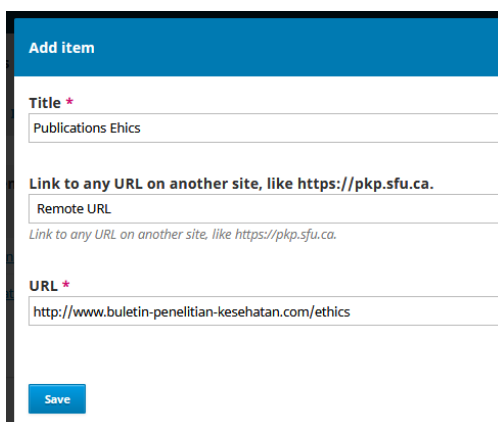 Add item
Title *
Publications Ehics
Link to any URL on another site, like https://pkp.sfu.ca.
Remote URL
Link to any URL on another site, like https://pkp.sfu.ca.
URL *
http://www.buletin-penelitian-kesehatan.com/ethics
Save